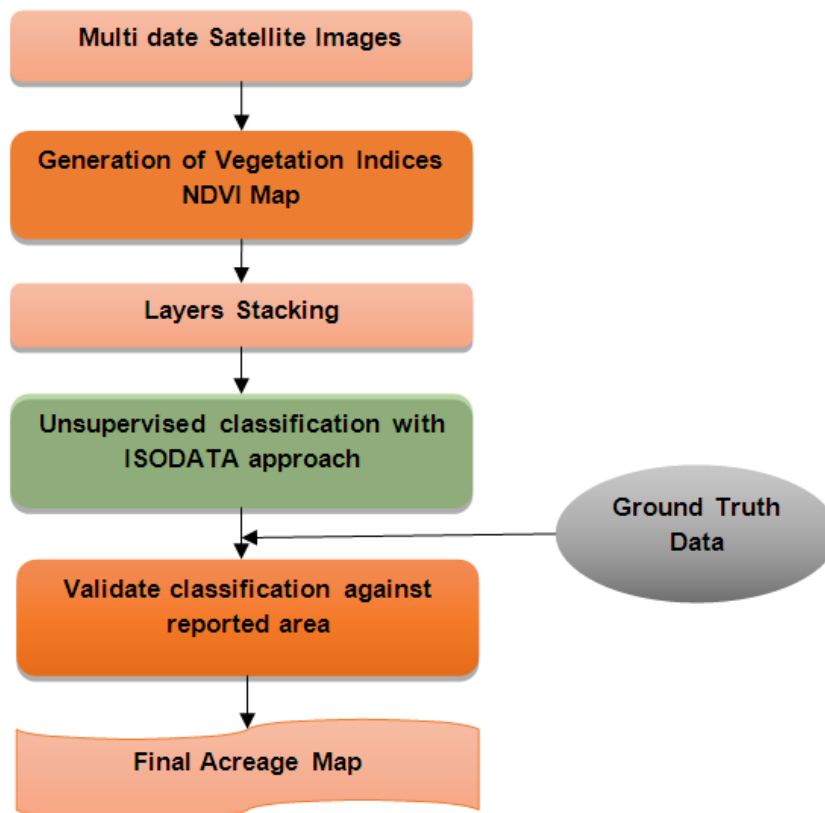 Multi date Satellite Images
Generation of Vegetation Indices
NDVI Map
Layers Stacking
Unsupervised classification with
ISODATA approach
Ground Truth
Data
Validate classification against
reported area
Final Acreage Map